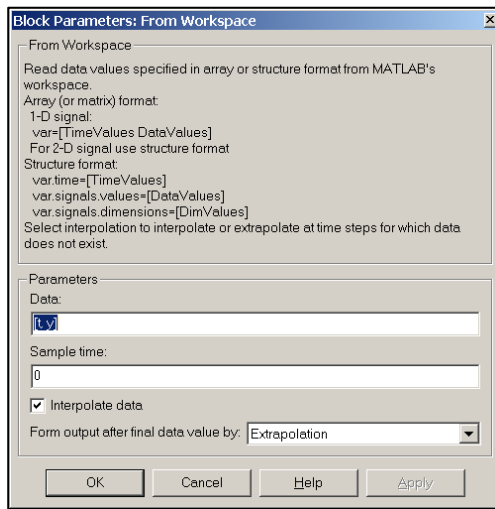 Block Parameters: From Workspace
From Workspace
Read data values specified in array or structure format from MATLAB's
workspace.
Array (or matrix) format:
1-D signal:
var=[TimeValues DataValues]
For 2-D signal use structure format
Structure format:
var.time=[TimeValues]
var.signals.values=[DataValues]
var.signals.dimensions=[DimValues]
Select interpolation to interpolate or extrapolate at time steps for which data
does not exist.
Parameters
Data:
[t,y]
Sample time:
0
Interpolate data
Form output after final data value by: Extrapolation
OK Cancel Help Apply